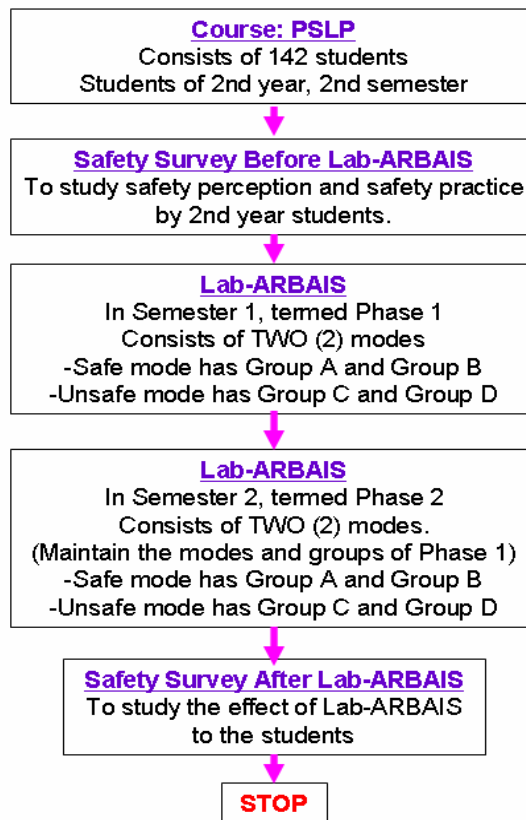 Course: PSLP
Consists of 142 students
Students of 2nd year, 2nd semester
Safety Survey Before Lab-ARBAIS
To study safety perception and safety practice
by 2nd year students.
Lab-ARBAIS
In Semester 1, termed Phase 1
Consists of TWO (2) modes
-Safe mode has Group A and Group B
-Unsafe mode has Group C and Group D
Lab-ARBAIS
In Semester 2, termed Phase 2
Consists of TWO (2) modes.
(Maintain the modes and groups of Phase 1)
-Safe mode has Group A and Group B
-Unsafe mode has Group C and Group D
Safety Survey After Lab-ARBAIS
To study the effect of Lab-ARBAIS
to the students
STOP